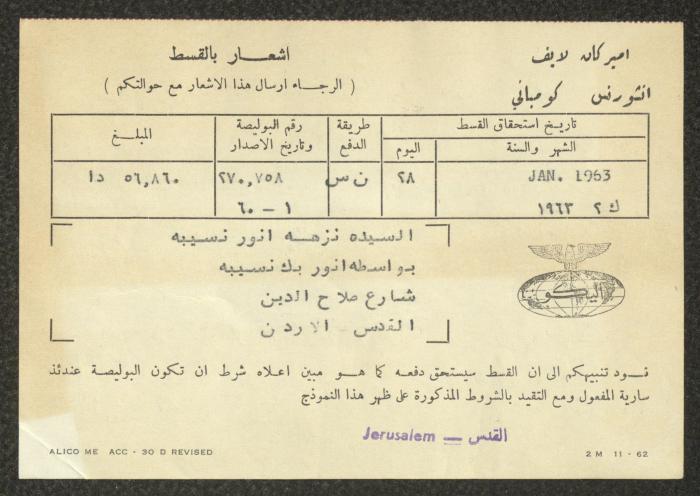 اميركان لايف
انشورنس كومباني
اشعار بالقسط
( الرجاء ارسال هذا الاشعار مع حوالتكم )
تاريخ استحقاق القسط
الشهر والسنة
اليوم
طريقة الدفع
رقم البوليصة وتاريخ الاصدار
المبلغ
JAN. 1963
٢٨
ن س
٢٧٠,٧٥٨
٥٦,٨٦٠ دا
ك ٢ ١٩٦٣
١ - ٦٠
السيده نزهه انور نسيبه
بواسطه انور بك نسيبه
شارع صلاح الدين
القدس - الاردن
اليكو
نود تنبيهكم الى ان القسط سيستحق دفعه كما هو مبين اعلاه شرط ان تكون البوليصة عندئذ
سارية المفعول ومع التقيد بالشروط المذكورة على ظهر هذا النموذج
القدس — Jerusalem
ALICO ME ACC - 30 D REVISED
2 M 11 - 62